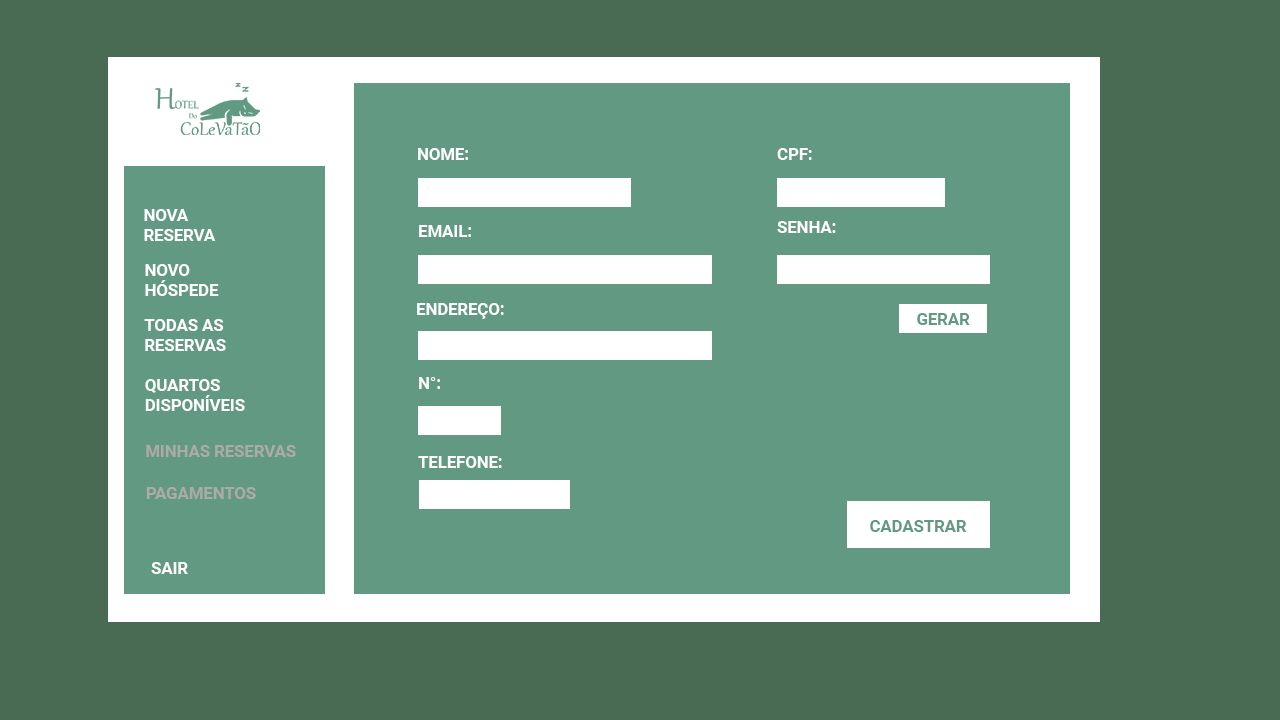 z z
HOTEL
Do
CoLeVaTãO
NOVA
RESERVA
NOVO
HÓSPEDE
TODAS AS
RESERVAS
QUARTOS
DISPONÍVEIS
MINHAS RESERVAS
PAGAMENTOS
SAIR
NOME:
CPF:
EMAIL:
SENHA:
ENDEREÇO:
GERAR
N°:
TELEFONE:
CADASTRAR